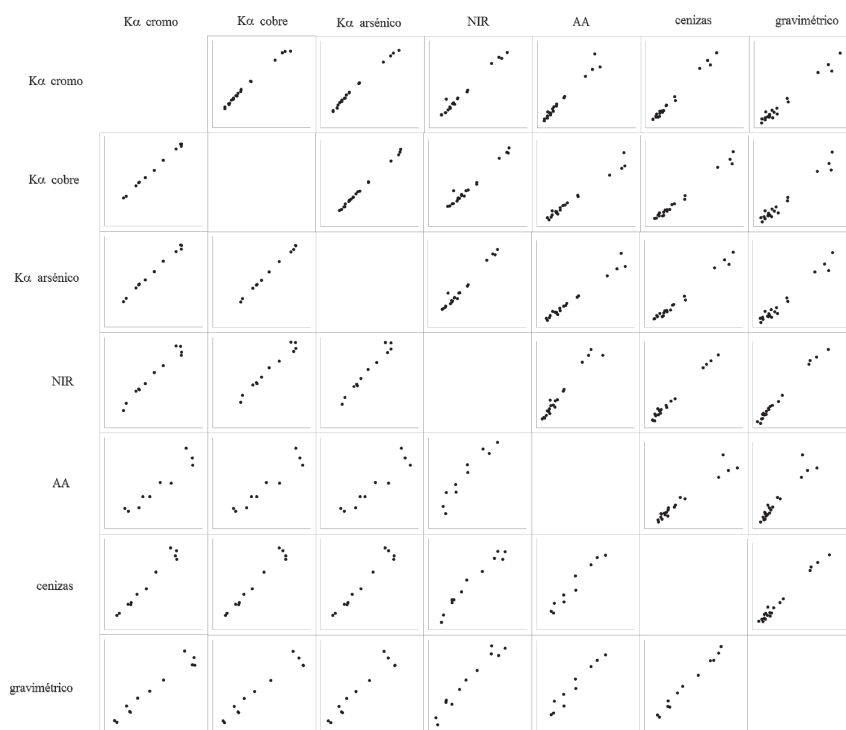 Kα cromo Kα cobre Kα arsénico NIR AA cenizas gravimétrico
Kα cromo
Kα cobre
Kα arsénico
NIR
AA
cenizas
gravimétrico